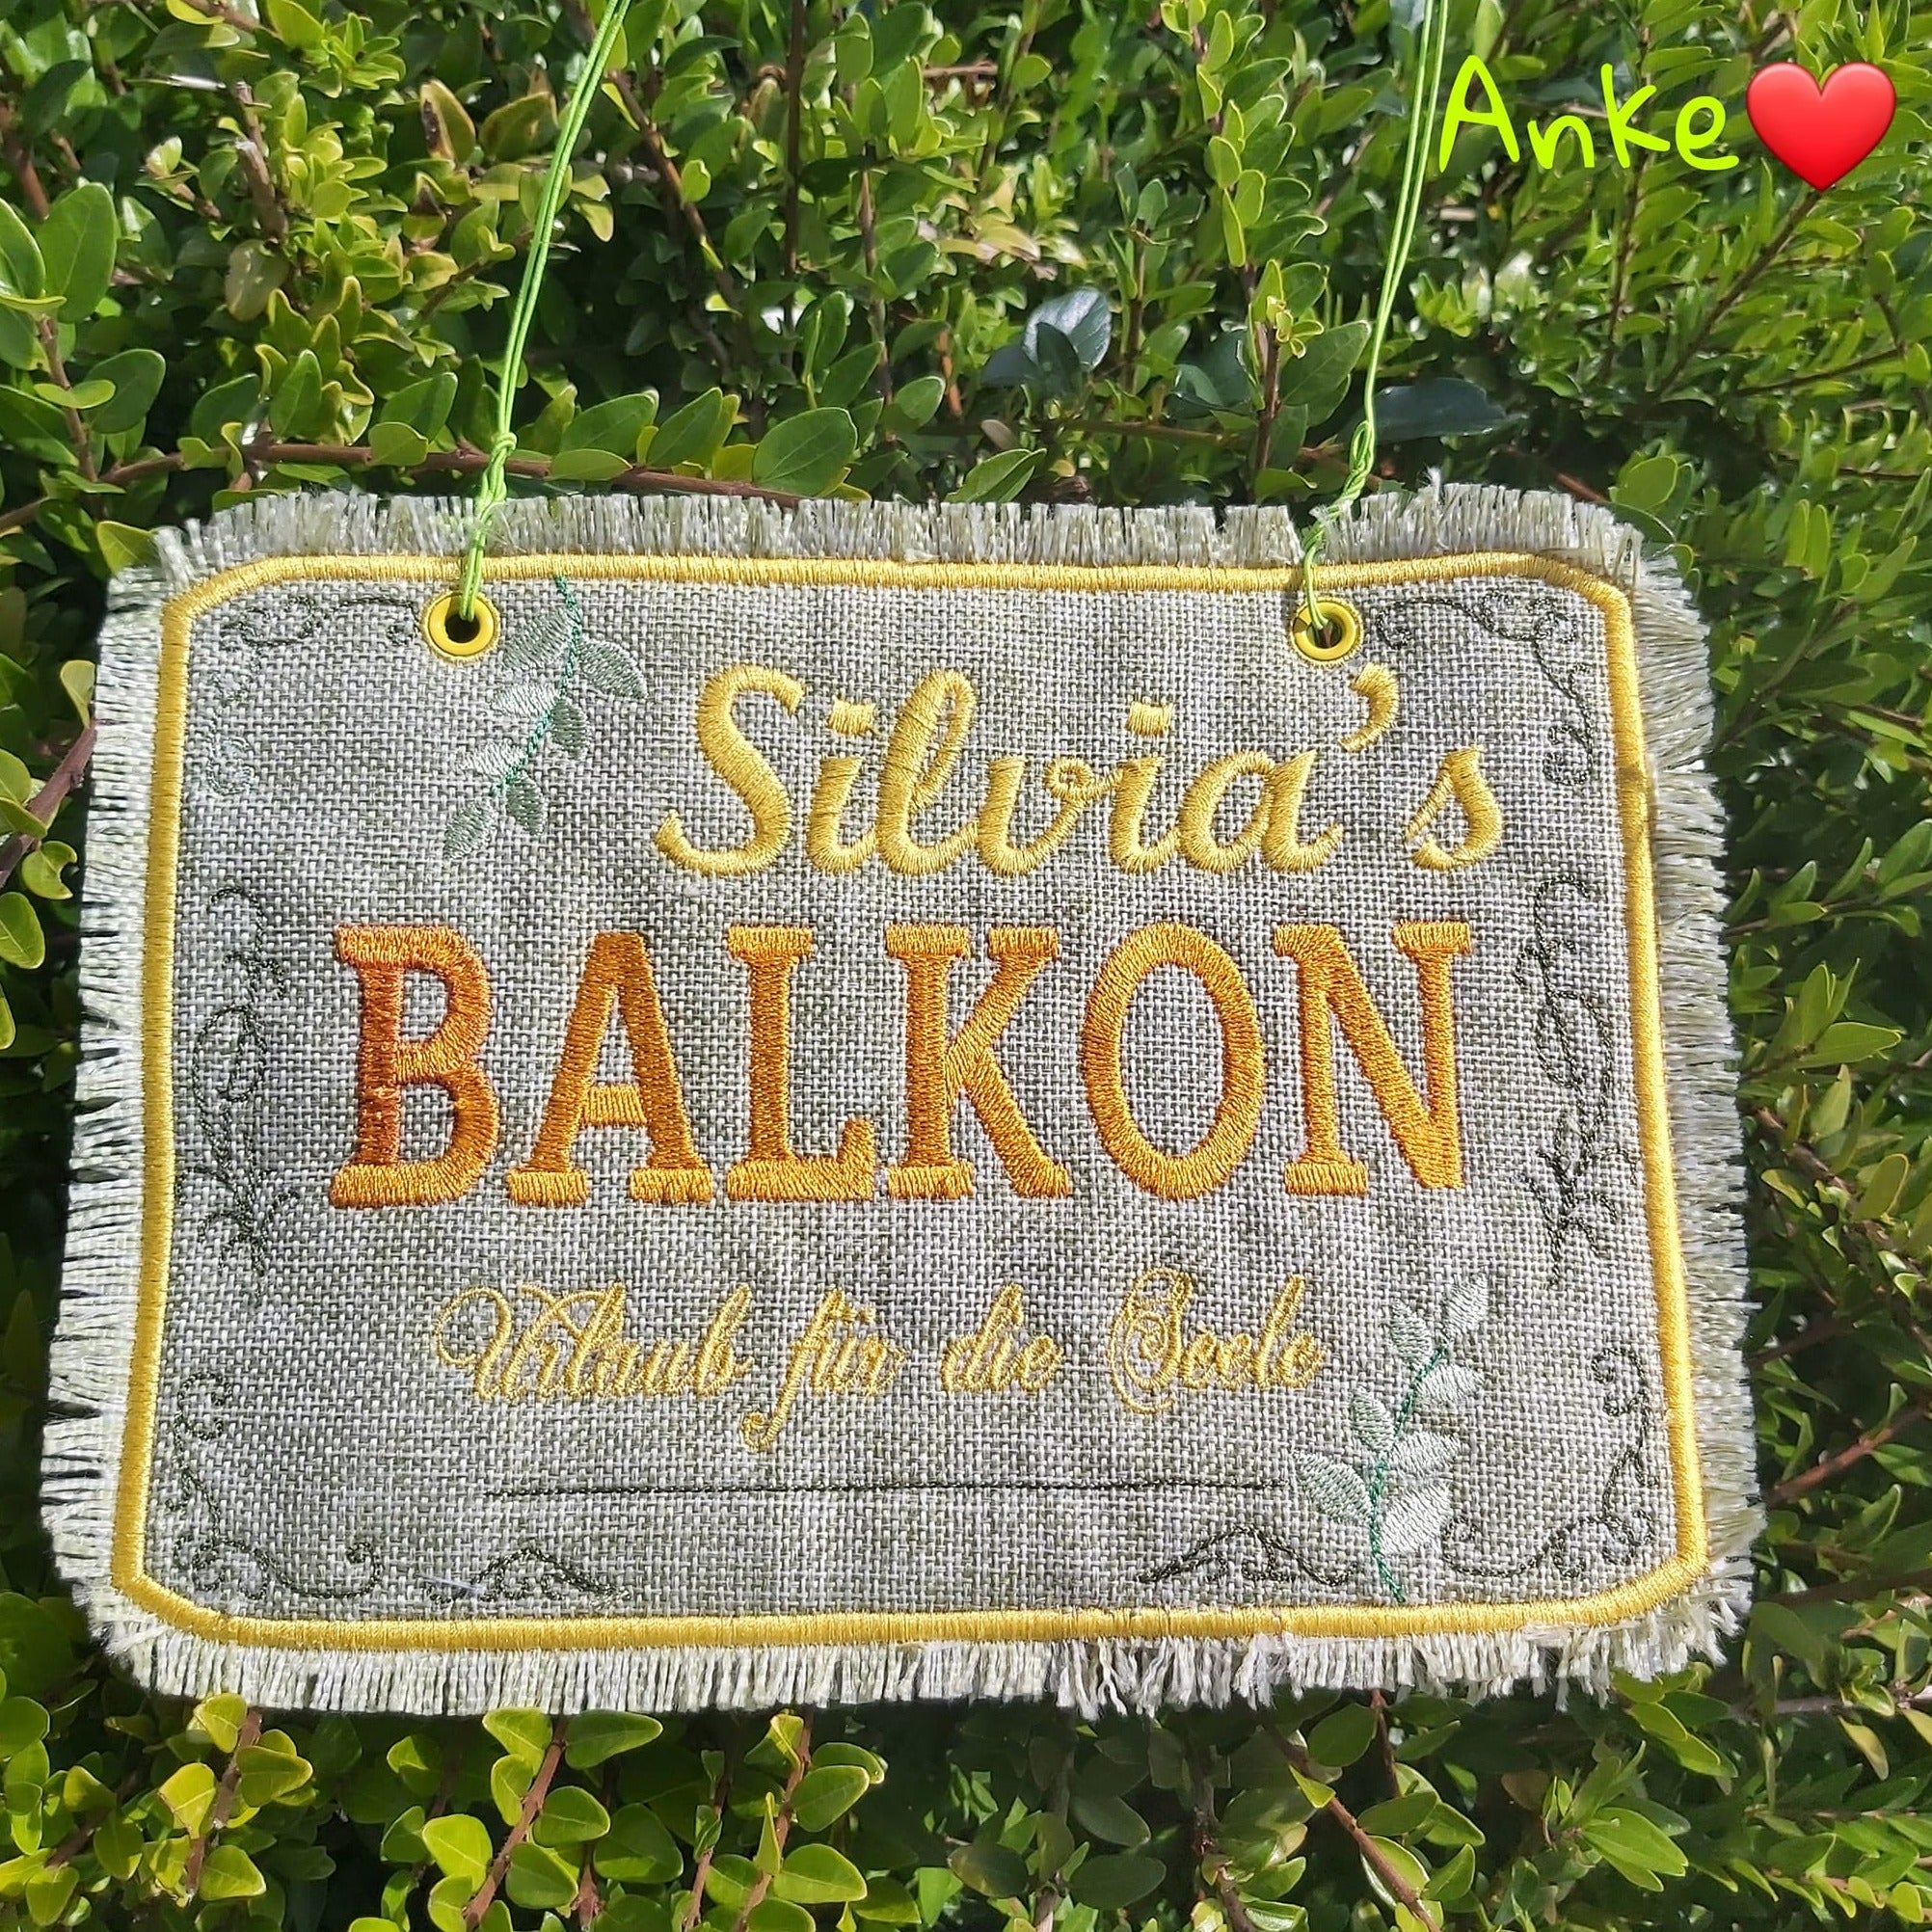 Anke❤️
Silvia's
BALKON
Urlaub für die Seele